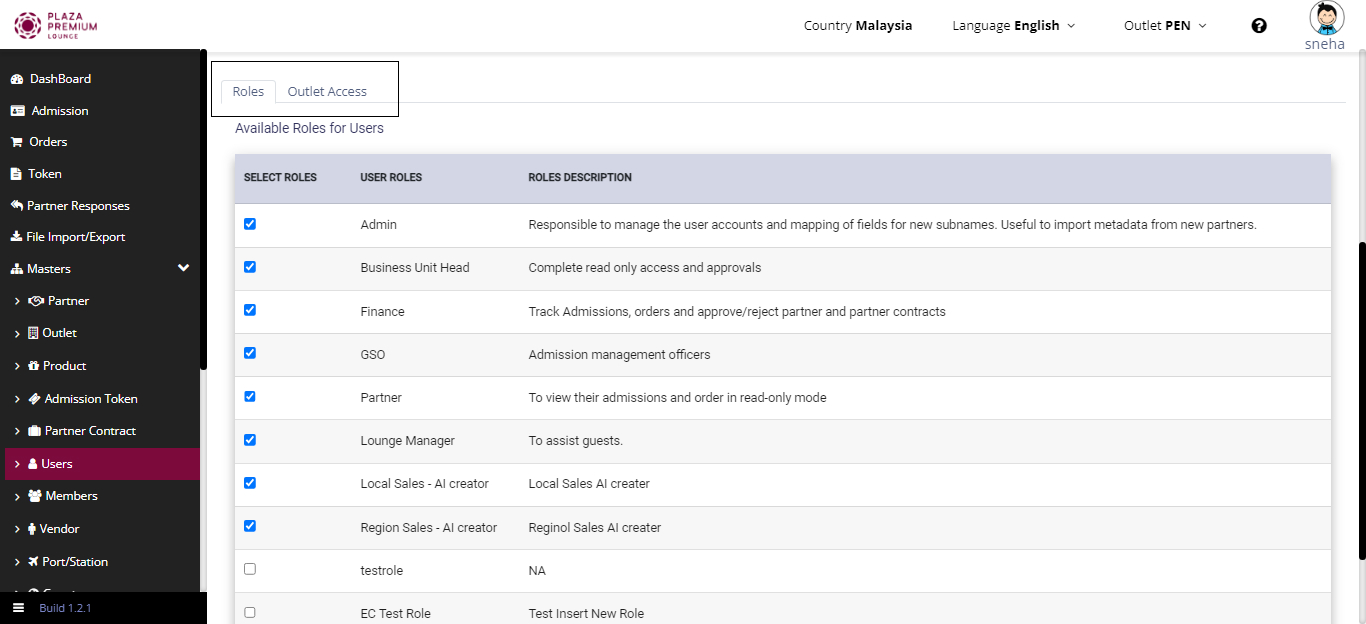 PLAZA
PREMIUM
LOUNGE
Country Malaysia Language English Outlet PEN
sneha
DashBoard
Admission
Orders
Token
Partner Responses
File Import/Export
Masters
Partner
Outlet
Product
Admission Token
Partner Contract
Users
Members
Vendor
Port/Station
Build 1.2.1
Roles Outlet Access
Available Roles for Users
SELECT ROLES USER ROLES ROLES DESCRIPTION
Admin Responsible to manage the user accounts and mapping of fields for new subnames. Useful to import metadata from new partners.
Business Unit Head Complete read only access and approvals
Finance Track Admissions, orders and approve/reject partner and partner contracts
GSO Admission management officers
Partner To view their admissions and order in read-only mode
Lounge Manager To assist guests.
Local Sales - AI creator Local Sales AI creater
Region Sales - AI creator Reginol Sales AI creater
testrole NA
EC Test Role Test Insert New Role